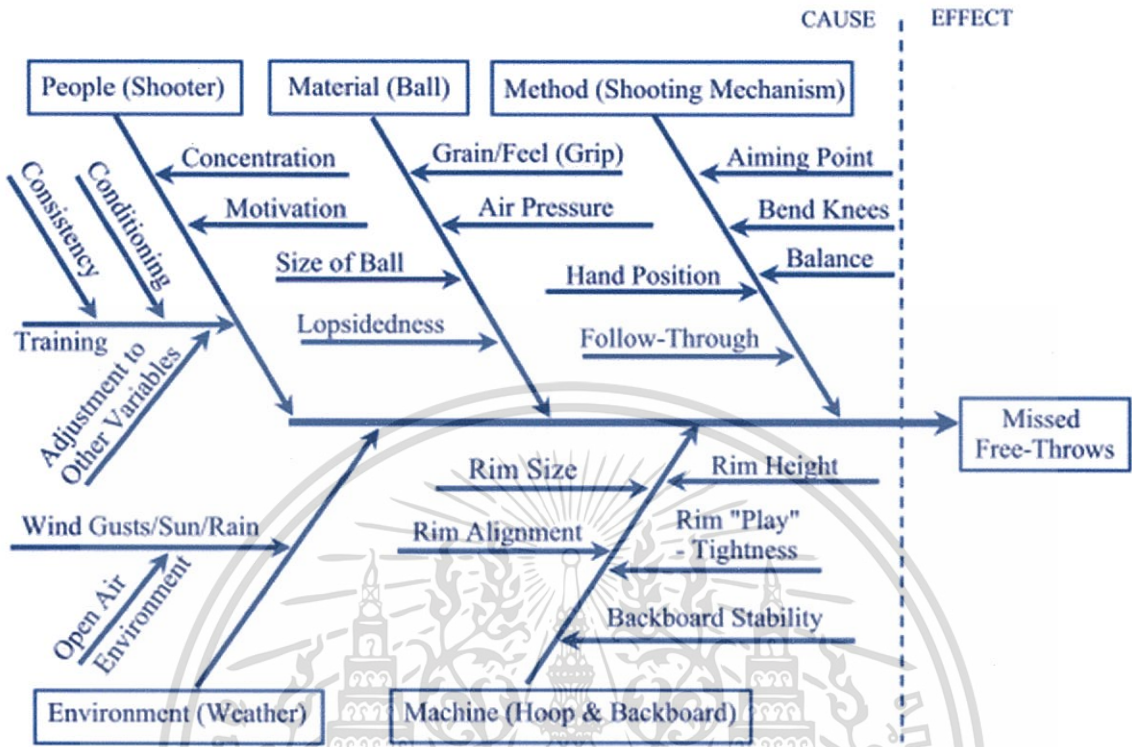 CAUSE
EFFECT
People (Shooter)
Material (Ball)
Method (Shooting Mechanism)
Concentration
Motivation
Consistency
Conditioning
Training
Adjustment to
Other Variables
Grain/Feel (Grip)
Air Pressure
Size of Ball
Lopsidedness
Aiming Point
Bend Knees
Balance
Hand Position
Follow-Through
Missed
Free-Throws
Wind Gusts/Sun/Rain
Open Air
Environment
Rim Size
Rim Height
Rim Alignment
Rim "Play"
- Tightness
Backboard Stability
Environment (Weather)
Machine (Hoop & Backboard)